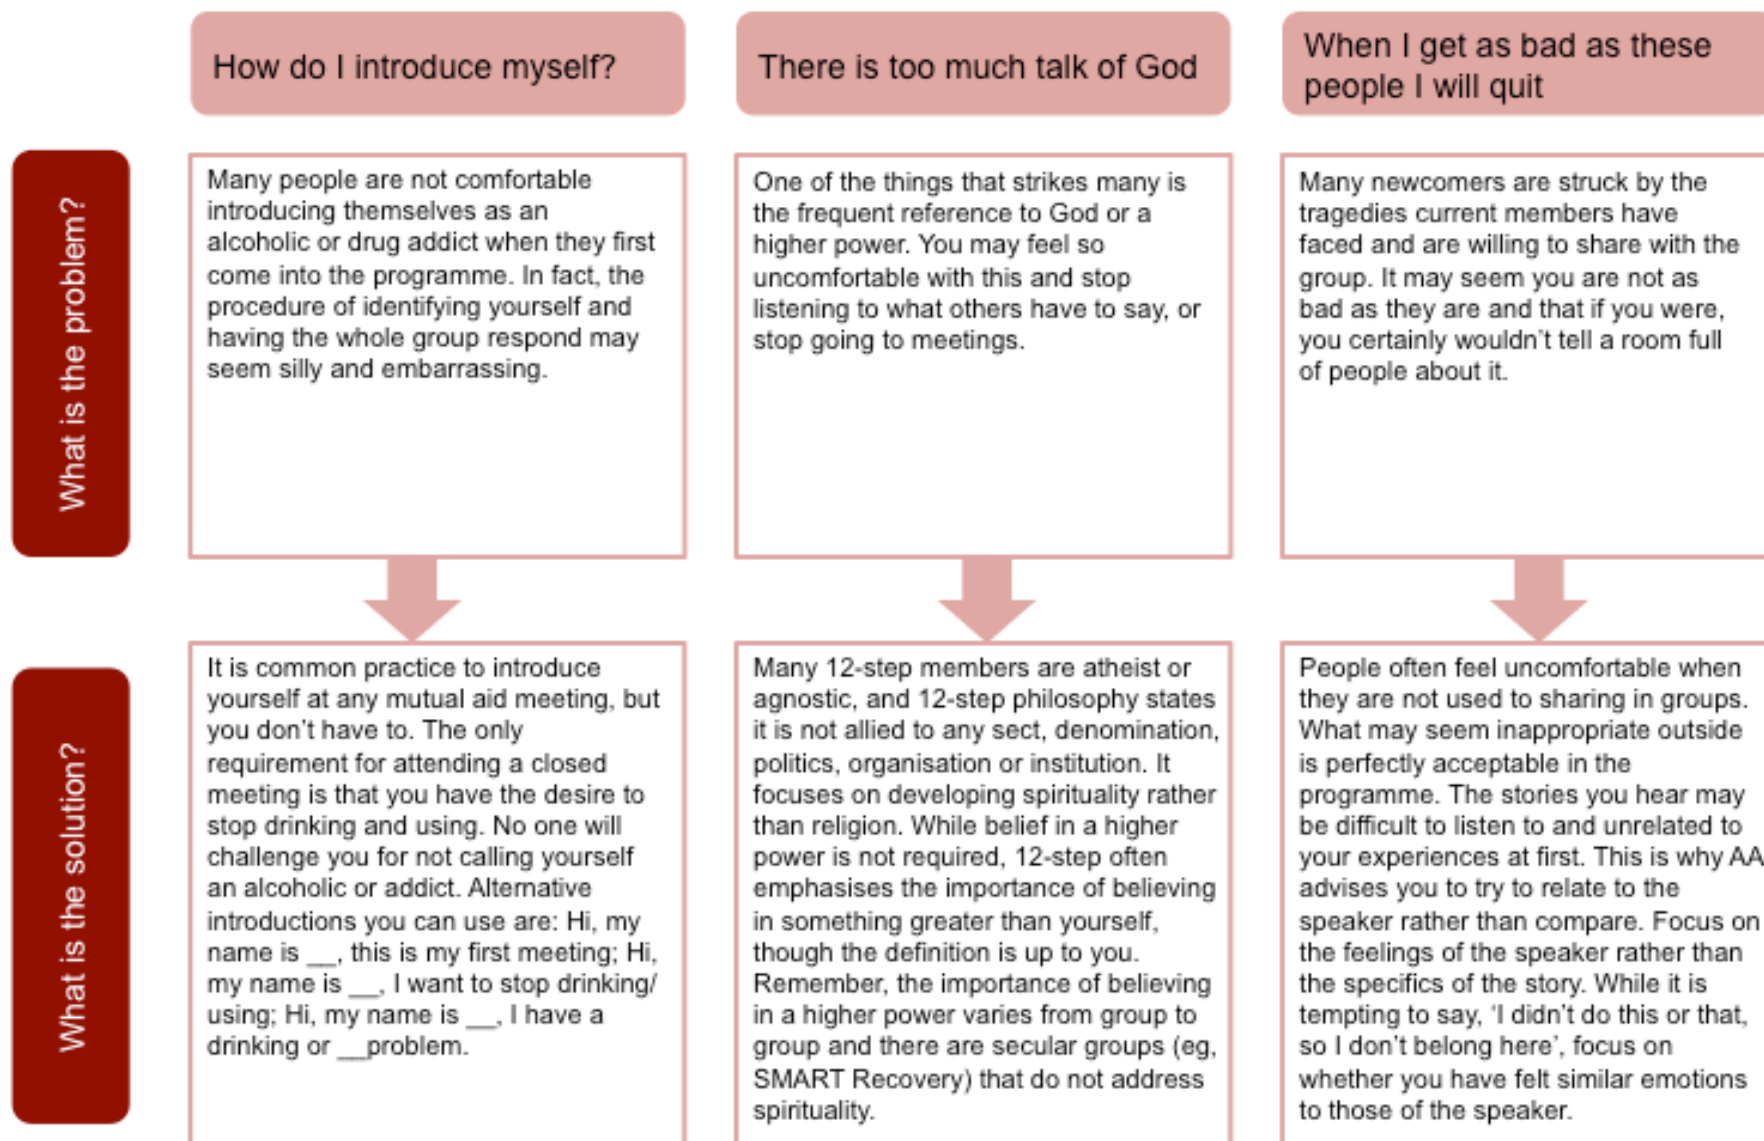 How do I introduce myself?
There is too much talk of God
When I get as bad as these
people I will quit
What is the problem?
Many people are not comfortable
introducing themselves as an
alcoholic or drug addict when they first
come into the programme. In fact, the
procedure of identifying yourself and
having the whole group respond may
seem silly and embarrassing.
One of the things that strikes many is
the frequent reference to God or a
higher power. You may feel so
uncomfortable with this and stop
listening to what others have to say, or
stop going to meetings.
Many newcomers are struck by the
tragedies current members have
faced and are willing to share with the
group. It may seem you are not as
bad as they are and that if you were,
you certainly wouldn't tell a room full
of people about it.
What is the solution?
It is common practice to introduce
yourself at any mutual aid meeting, but
you don't have to. The only
requirement for attending a closed
meeting is that you have the desire to
stop drinking and using. No one will
challenge you for not calling yourself
an alcoholic or addict. Alternative
introductions you can use are: Hi, my
name is __, this is my first meeting; Hi,
my name is __, I want to stop drinking/
using; Hi, my name is __, I have a
drinking or __problem.
Many 12-step members are atheist or
agnostic, and 12-step philosophy states
it is not allied to any sect, denomination,
politics, organisation or institution. It
focuses on developing spirituality rather
than religion. While belief in a higher
power is not required, 12-step often
emphasises the importance of believing
in something greater than yourself,
though the definition is up to you.
Remember, the importance of believing
in a higher power varies from group to
group and there are secular groups (eg,
SMART Recovery) that do not address
spirituality.
People often feel uncomfortable when
they are not used to sharing in groups.
What may seem inappropriate outside
is perfectly acceptable in the
programme. The stories you hear may
be difficult to listen to and unrelated to
your experiences at first. This is why AA
advises you to try to relate to the
speaker rather than compare. Focus on
the feelings of the speaker rather than
the specifics of the story. While it is
tempting to say, 'I didn't do this or that,
so I don't belong here', focus on
whether you have felt similar emotions
to those of the speaker.